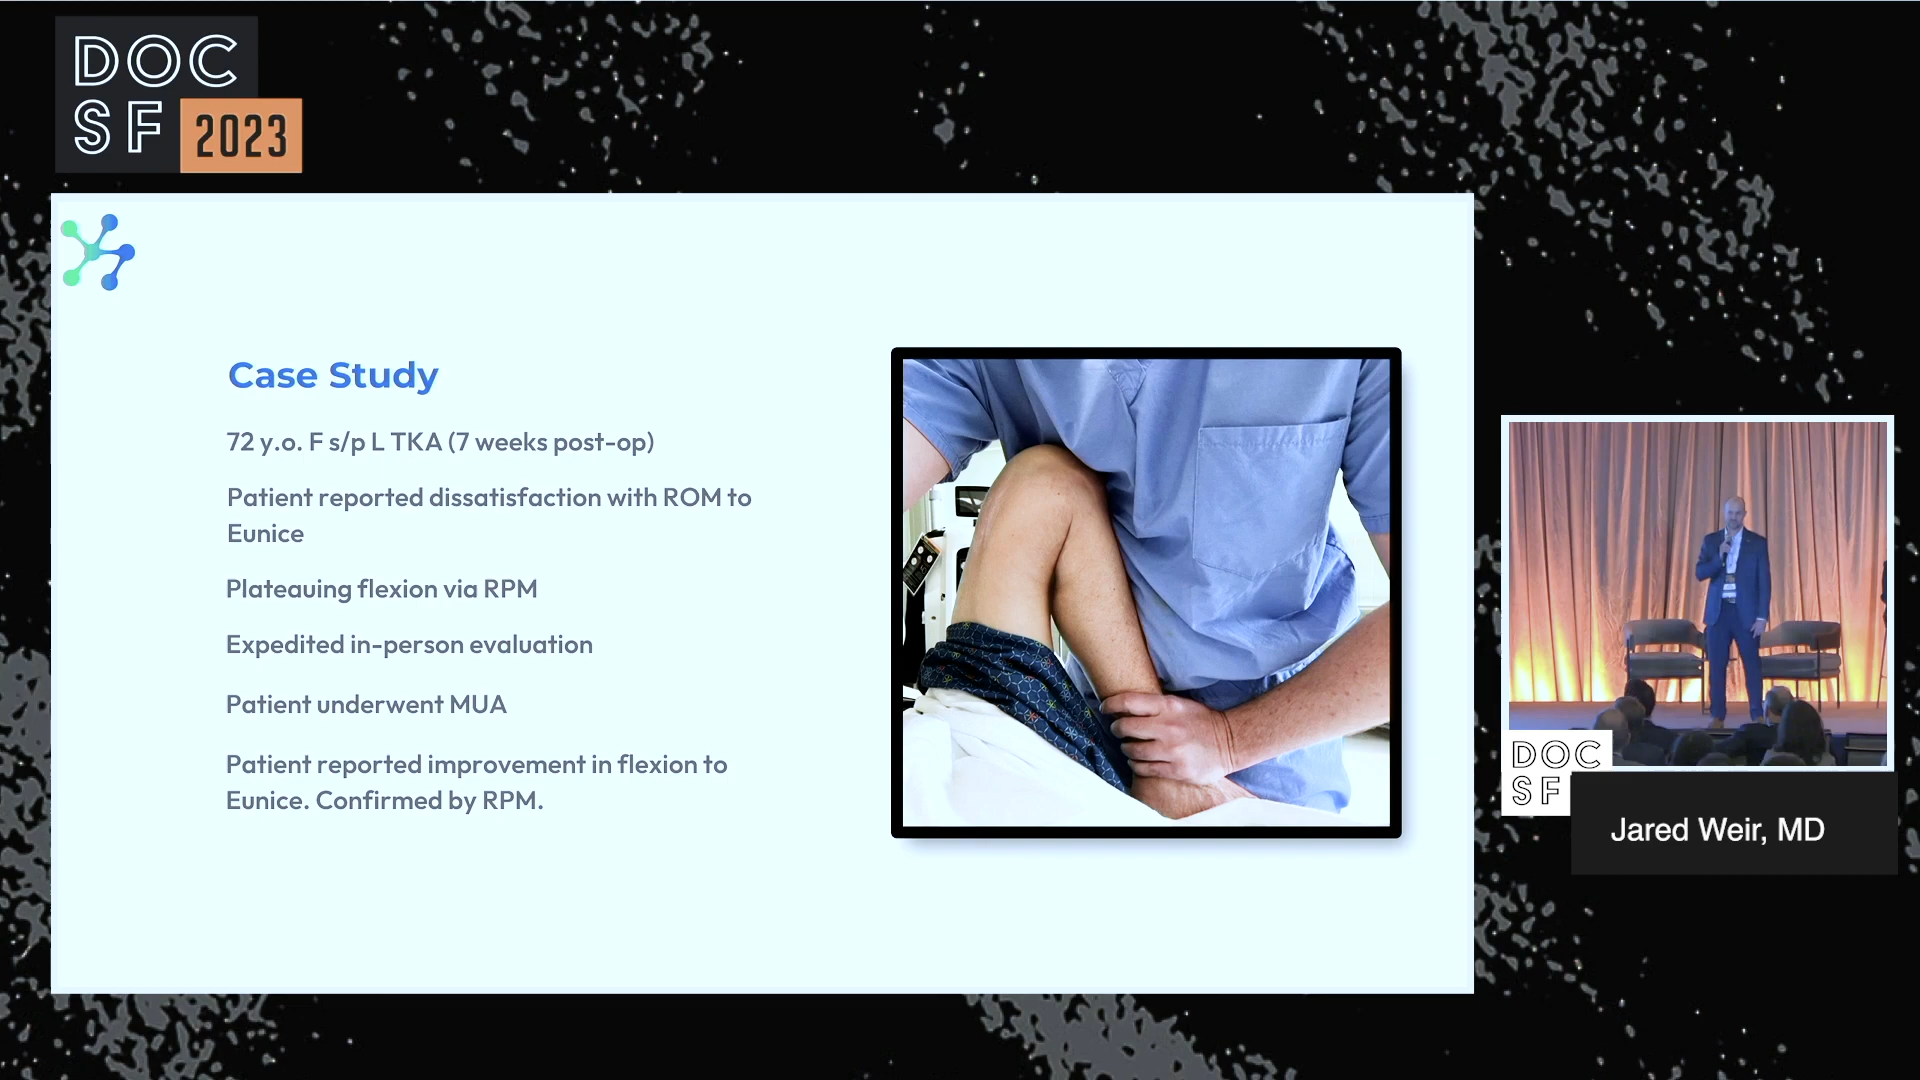 DOC
SF 2023
Case Study
72 y.o. F s/p L TKA (7 weeks post-op)
Patient reported dissatisfaction with ROM to
Eunice
Plateauing flexion via RPM
Expedited in-person evaluation
Patient underwent MUA
Patient reported improvement in flexion to
Eunice. Confirmed by RPM.
DOC
SF
Jared Weir, MD